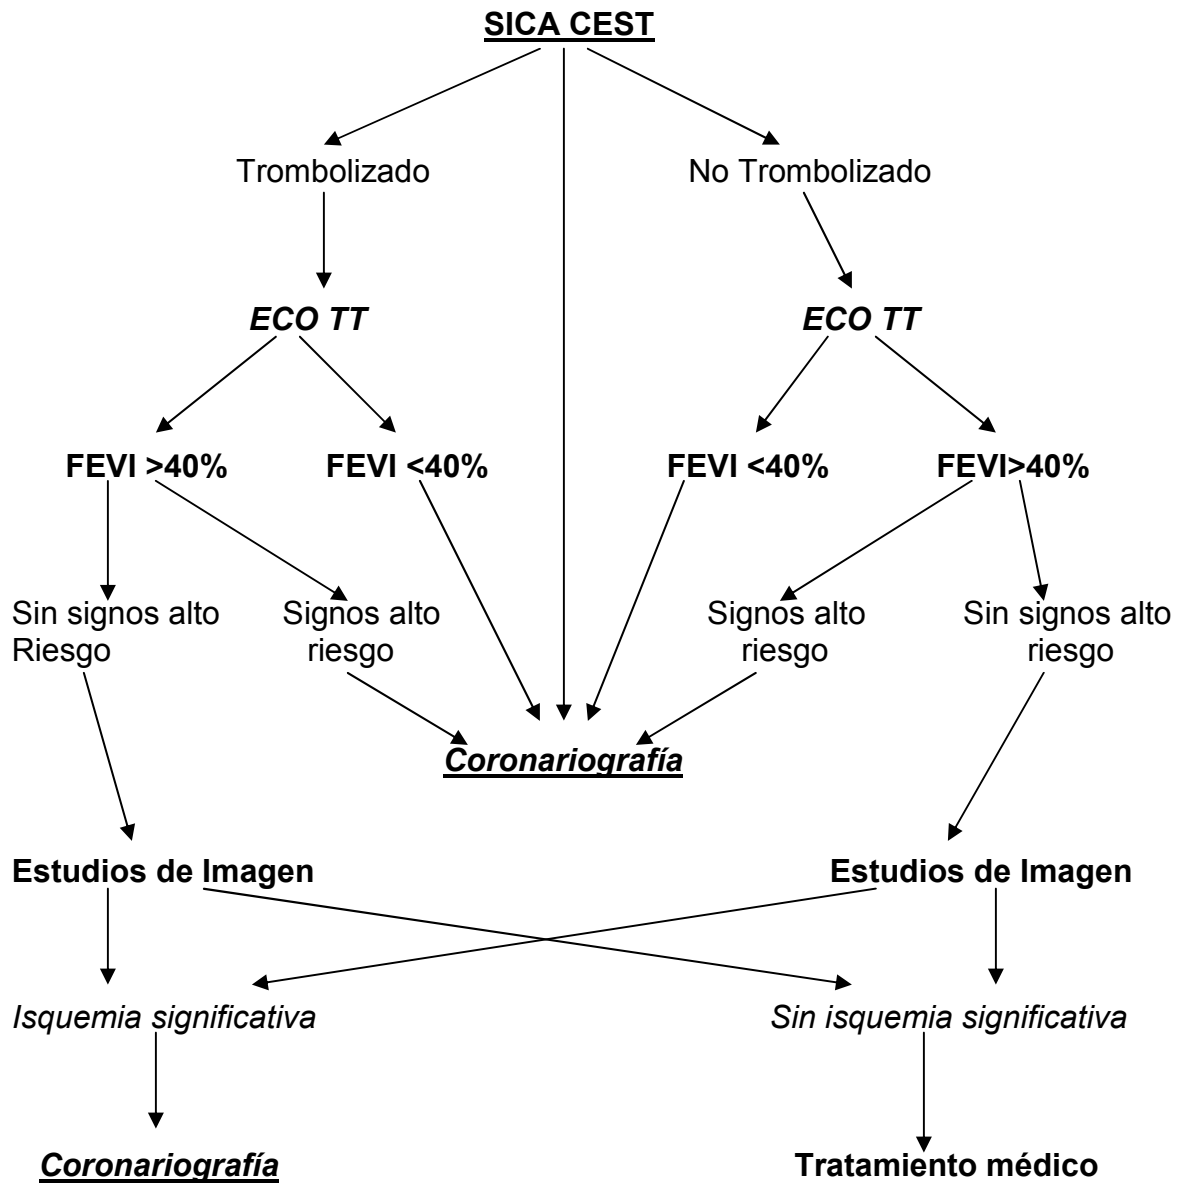 SICA CEST
Trombolizado
No Trombolizado
ECO TT
ECO TT
FEVI >40%
FEVI <40%
FEVI <40%
FEVI>40%
Sin signos alto
Riesgo
Signos alto
riesgo
Signos alto
riesgo
Sin signos alto
riesgo
Coronariografía
Estudios de Imagen
Estudios de Imagen
Isquemia significativa
Sin isquemia significativa
Coronariografía
Tratamiento médico